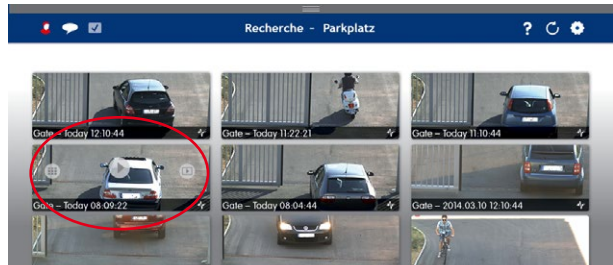 Recherche - Parkplatz ?
Gate – Today 12:10:44
Gate – Today 11:22:21
Gate – Today 11:10:44
Gate – Today 08:09:22
Gate – Today 08:04:44
Gate – 2014.03.10 12:10:44